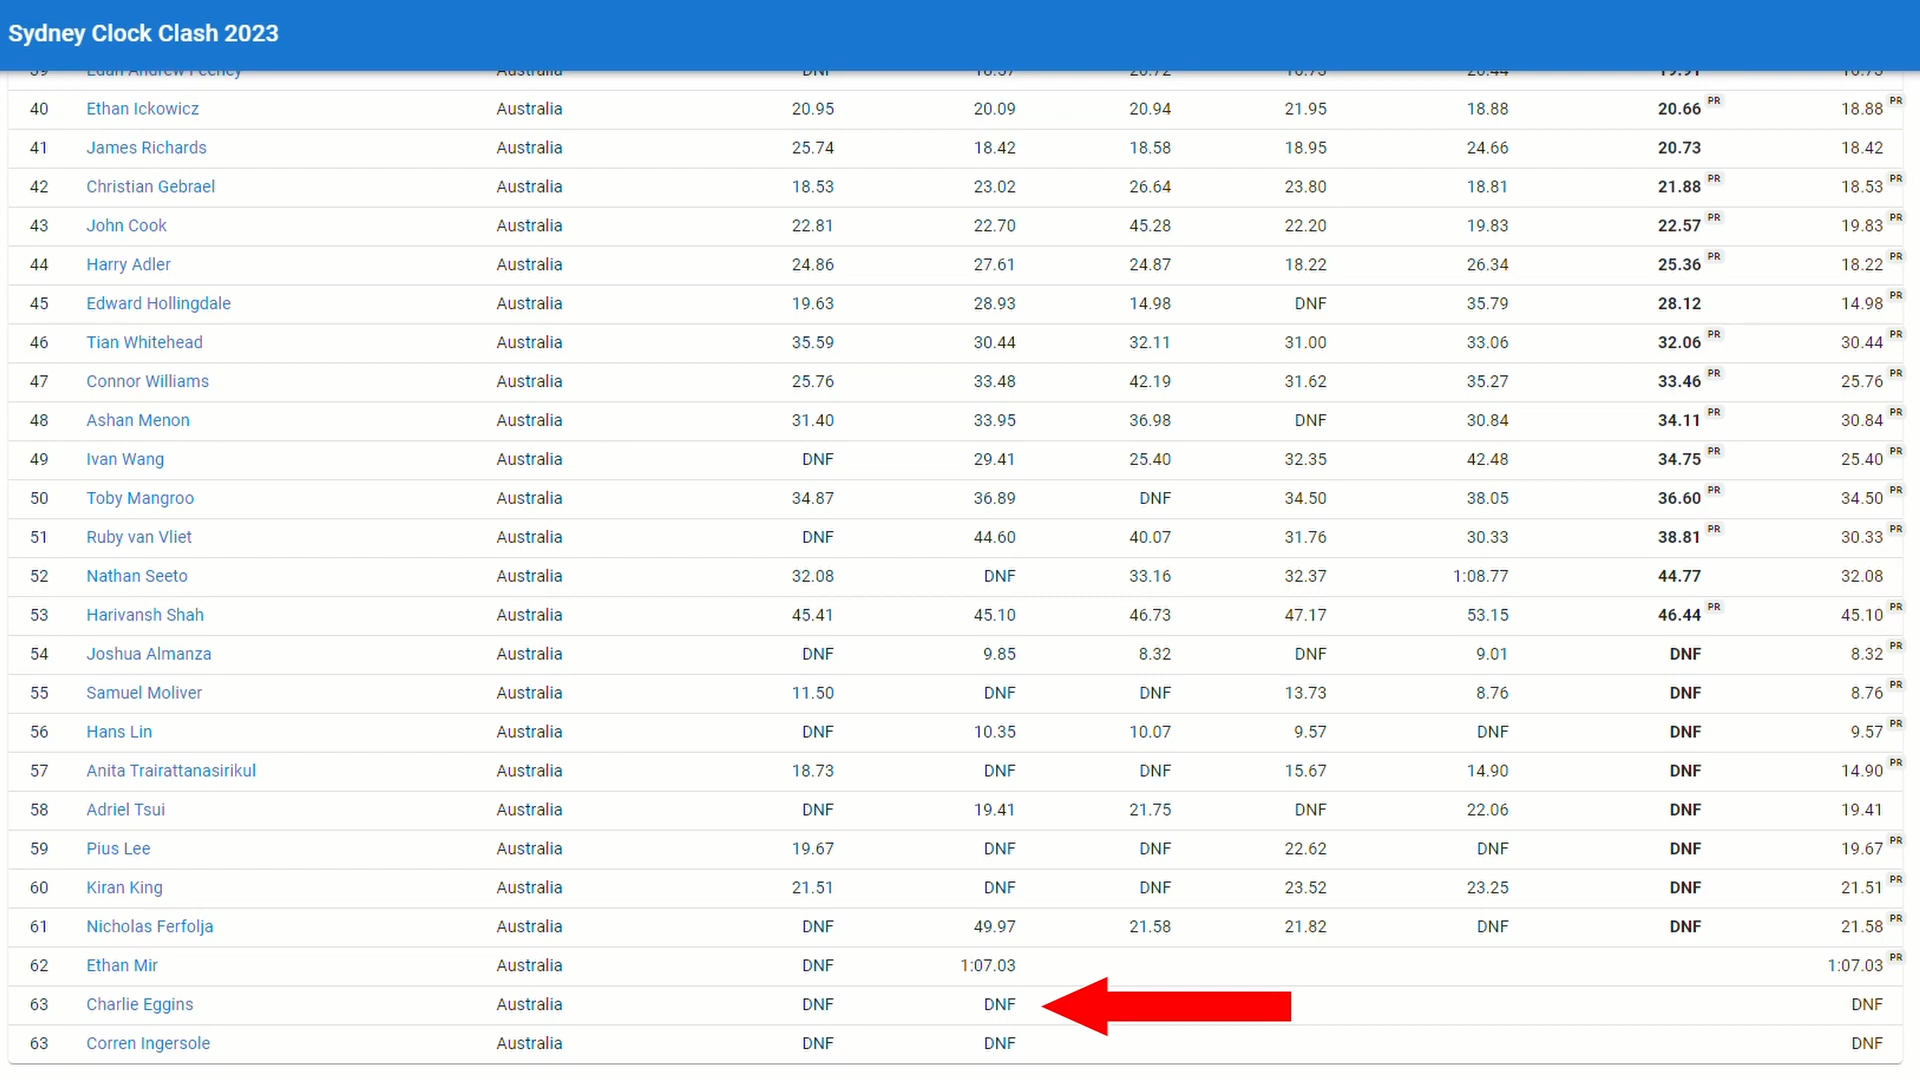 Sydney Clock Clash 2023
40 Ethan Ickowicz Australia 20.95 20.09 20.94 21.95 18.88 20.66 PR 18.88 PR
41 James Richards Australia 25.74 18.42 18.58 18.95 24.66 20.73 18.42
42 Christian Gebrael Australia 18.53 23.02 26.64 23.80 18.81 21.88 PR 18.53 PR
43 John Cook Australia 22.81 22.70 45.28 22.20 19.83 22.57 PR 19.83 PR
44 Harry Adler Australia 24.86 27.61 24.87 18.22 26.34 25.36 PR 18.22 PR
45 Edward Hollingdale Australia 19.63 28.93 14.98 DNF 35.79 28.12 14.98 PR
46 Tian Whitehead Australia 35.59 30.44 32.11 31.00 33.06 32.06 PR 30.44 PR
47 Connor Williams Australia 25.76 33.48 42.19 31.62 35.27 33.46 PR 25.76 PR
48 Ashan Menon Australia 31.40 33.95 36.98 DNF 30.84 34.11 PR 30.84 PR
49 Ivan Wang Australia DNF 29.41 25.40 32.35 42.48 34.75 PR 25.40 PR
50 Toby Mangroo Australia 34.87 36.89 DNF 34.50 38.05 36.60 PR 34.50 PR
51 Ruby van Vliet Australia DNF 44.60 40.07 31.76 30.33 38.81 PR 30.33 PR
52 Nathan Seeto Australia 32.08 DNF 33.16 32.37 1:08.77 44.77 32.08
53 Harivansh Shah Australia 45.41 45.10 46.73 47.17 53.15 46.44 PR 45.10 PR
54 Joshua Almanza Australia DNF 9.85 8.32 DNF 9.01 DNF 8.32 PR
55 Samuel Moliver Australia 11.50 DNF DNF 13.73 8.76 DNF 8.76 PR
56 Hans Lin Australia DNF 10.35 10.07 9.57 DNF DNF 9.57 PR
57 Anita Trairattanasirikul Australia 18.73 DNF DNF 15.67 14.90 DNF 14.90 PR
58 Adriel Tsui Australia DNF 19.41 21.75 DNF 22.06 DNF 19.41
59 Pius Lee Australia 19.67 DNF DNF 22.62 DNF DNF 19.67 PR
60 Kiran King Australia 21.51 DNF DNF 23.52 23.25 DNF 21.51 PR
61 Nicholas Ferfolja Australia DNF 49.97 21.58 21.82 DNF DNF 21.58 PR
62 Ethan Mir Australia DNF 1:07.03 1:07.03 PR
63 Charlie Eggins Australia DNF DNF DNF
63 Corren Ingersole Australia DNF DNF DNF